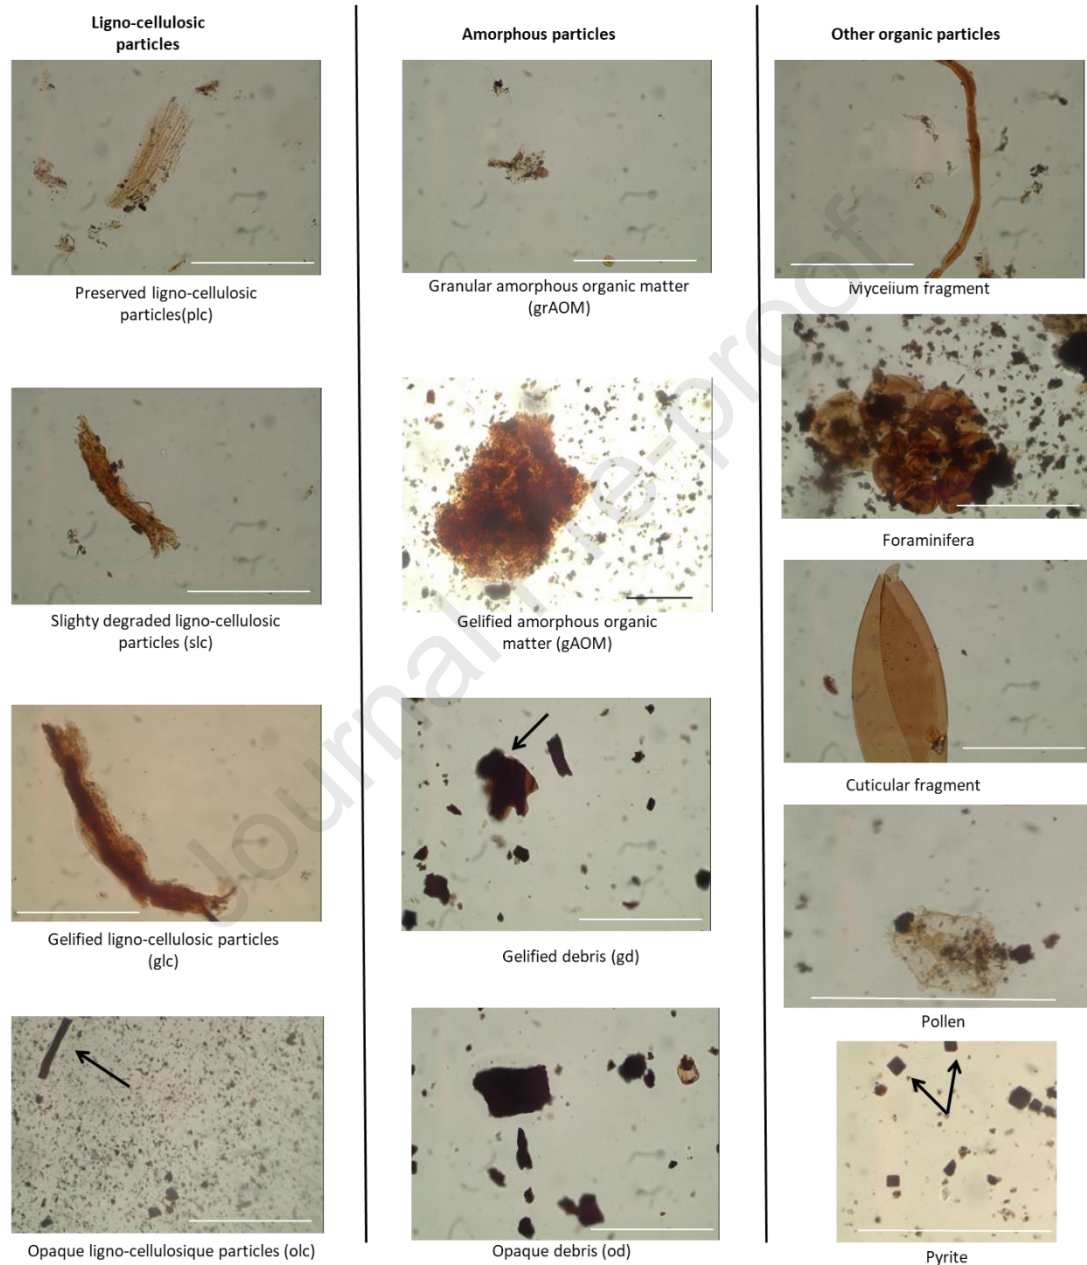 Ligno-cellulosic
particles
Preserved ligno-cellulosic
particles(plc)
Slighty degraded ligno-cellulosic
particles (slc)
Gelified ligno-cellulosic particles
(glc)
Opaque ligno-cellulosique particles (olc)
Amorphous particles
Granular amorphous organic matter
(grAOM)
Gelified amorphous organic
matter (gAOM)
Gelified debris (gd)
Opaque debris (od)
Other organic particles
Mycelium fragment
Foraminifera
Cuticular fragment
Pollen
Pyrite
Journal Pre-proof